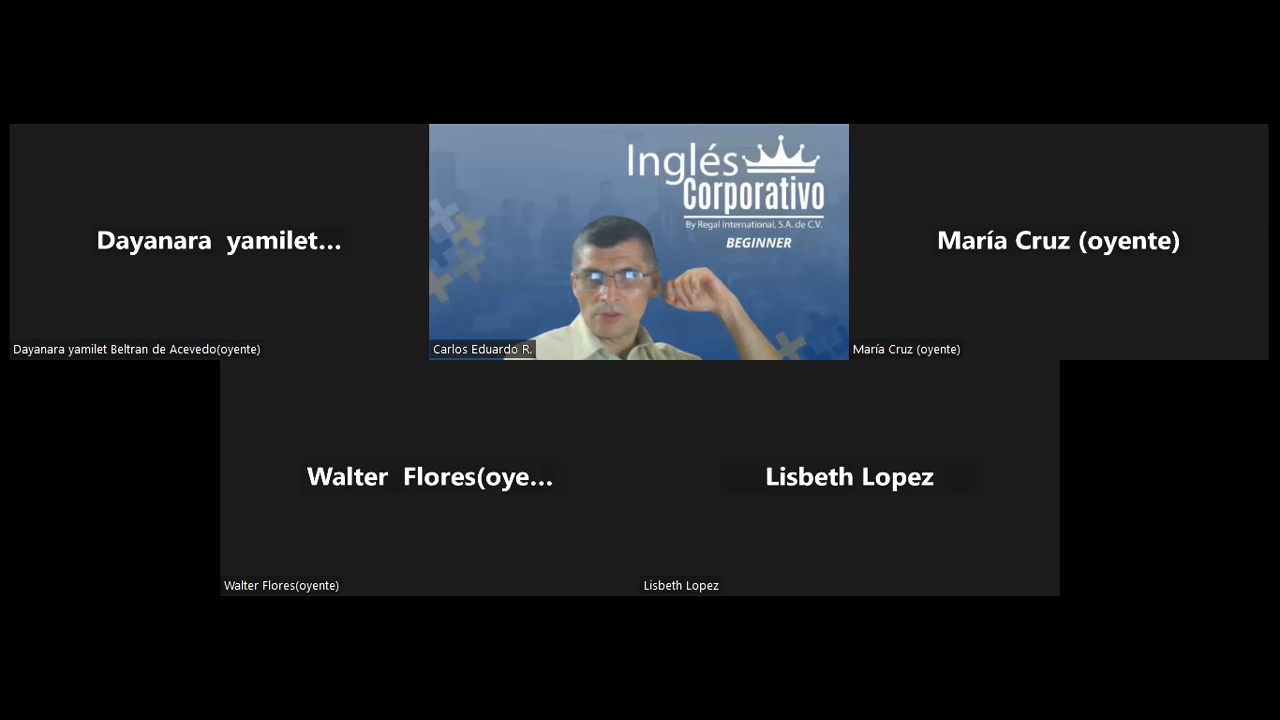 Dayanara yamilet...
Dayanara yamilet Beltran de Acevedo(oyente)
Inglés
Corporativo
By Regal International, S.A. de C.V.
BEGINNER
Carlos Eduardo R.
María Cruz (oyente)
María Cruz (oyente)
Walter Flores(oye...
Walter Flores(oyente)
Lisbeth Lopez
Lisbeth Lopez